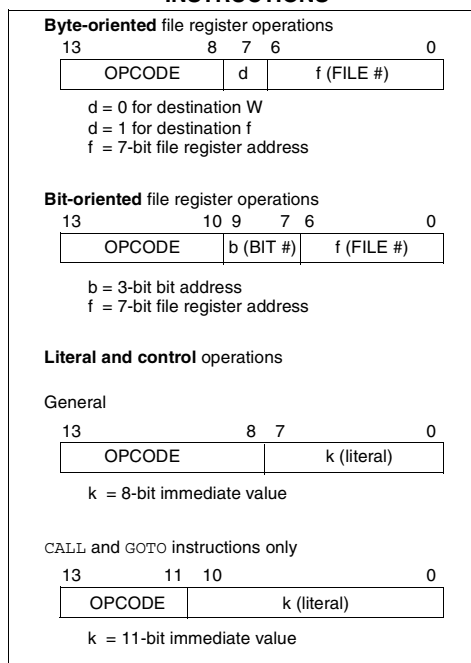 INSTRUCTIONS
Byte-oriented file register operations
13 8 7 6 0
OPCODE d f (FILE #)
d = 0 for destination W
d = 1 for destination f
f = 7-bit file register address
Bit-oriented file register operations
13 10 9 7 6 0
OPCODE b (BIT #) f (FILE #)
b = 3-bit bit address
f = 7-bit file register address
Literal and control operations
General
13 8 7 0
OPCODE k (literal)
k = 8-bit immediate value
CALL and GOTO instructions only
13 11 10 0
OPCODE k (literal)
k = 11-bit immediate value